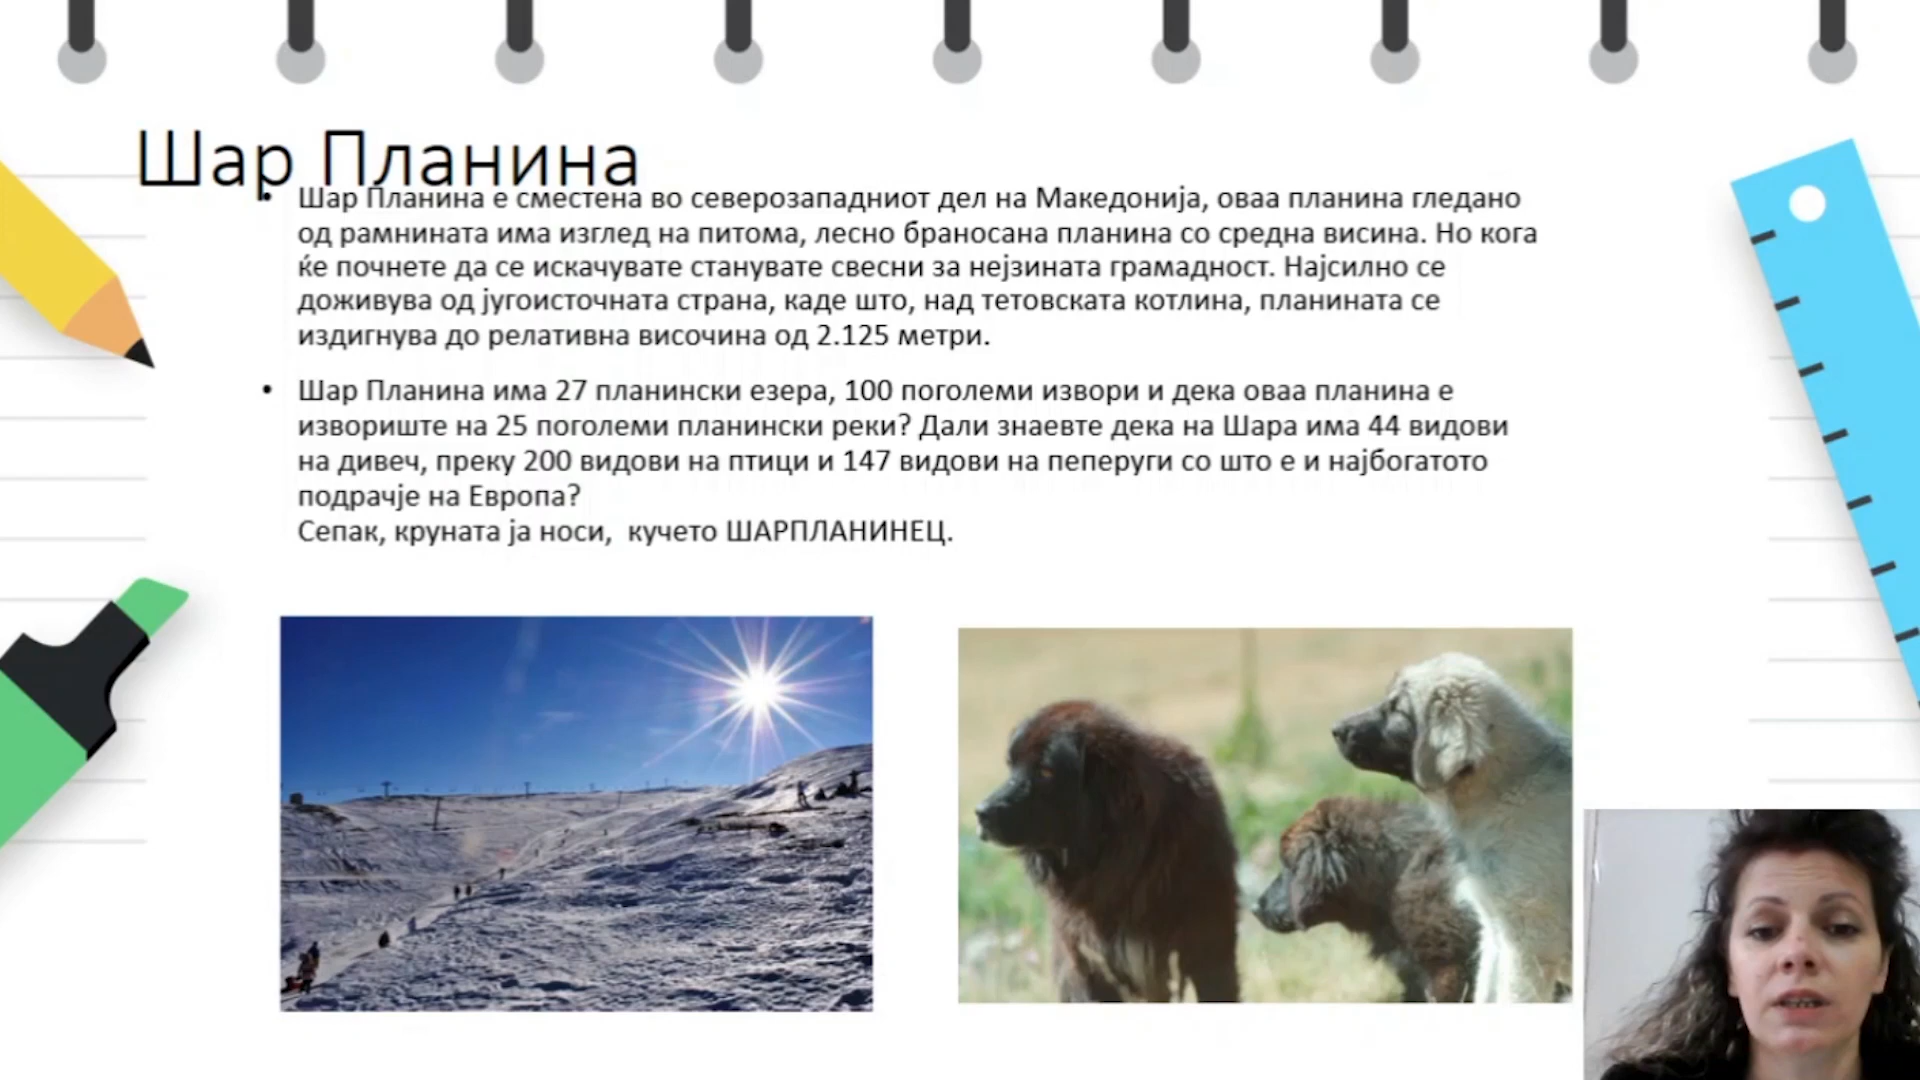 Шар Планина
• Шар Планина е сместена во северозападниот дел на Македонија, оваа планина гледано
од рамнината има изглед на питома, лесно браносана планина со средна висина. Но кога
ќе почнете да се искачувате станувате свесни за нејзината грамадност. Најсилно се
доживува од југоисточната страна, каде што, над тетовската котлина, планината се
издигнува до релативна височина од 2.125 метри.
• Шар Планина има 27 планински езера, 100 поголеми извори и дека оваа планина е
извориште на 25 поголеми планински реки? Дали знаевте дека на Шара има 44 видови
на дивеч, преку 200 видови на птици и 147 видови на пеперуги со што е и најбогатото
подрачје на Европа?
Сепак, круната ја носи, кучето ШАРПЛАНИНЕЦ.